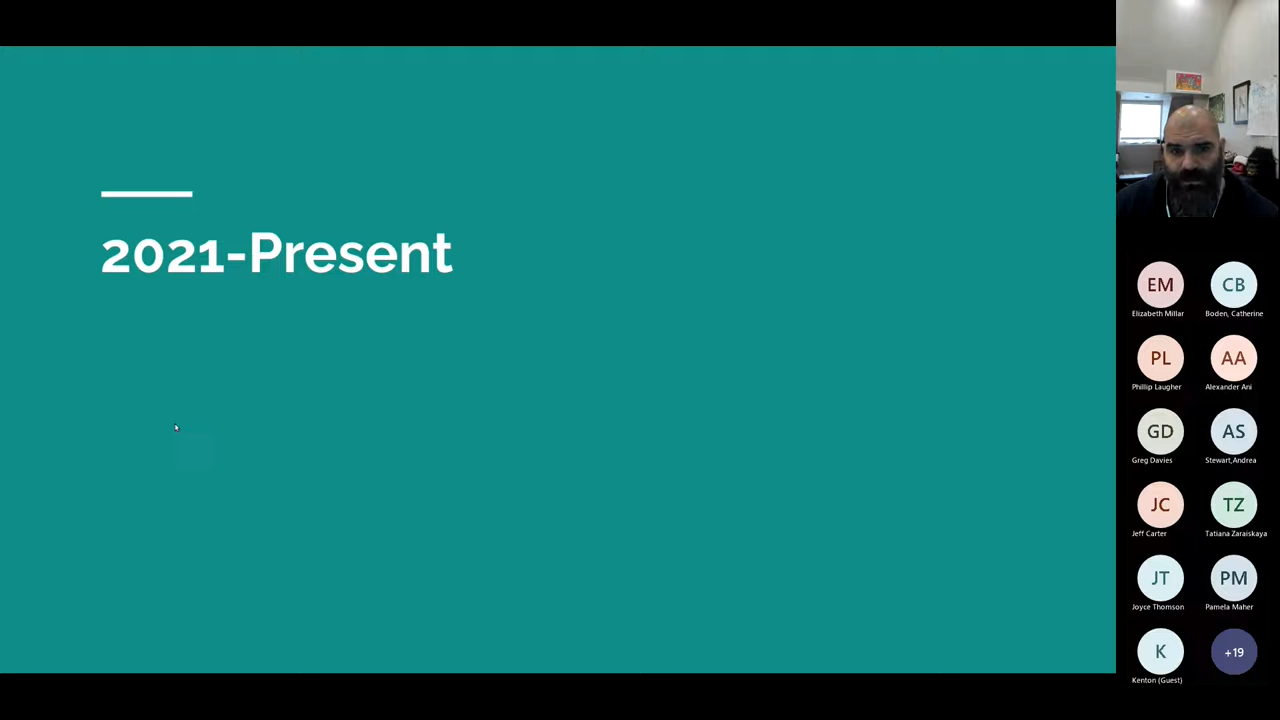 2021-Present
EM
CB
Elizabeth Millar
Boden, Catherine
PL
AA
Phillip Laugher
Alexander Ani
GD
AS
Greg Davies
Stewart,Andrea
JC
TZ
Jeff Carter
Tatiana Zaraiskaya
JT
PM
Joyce Thomson
Pamela Maher
K
+19
Kenton (Guest)